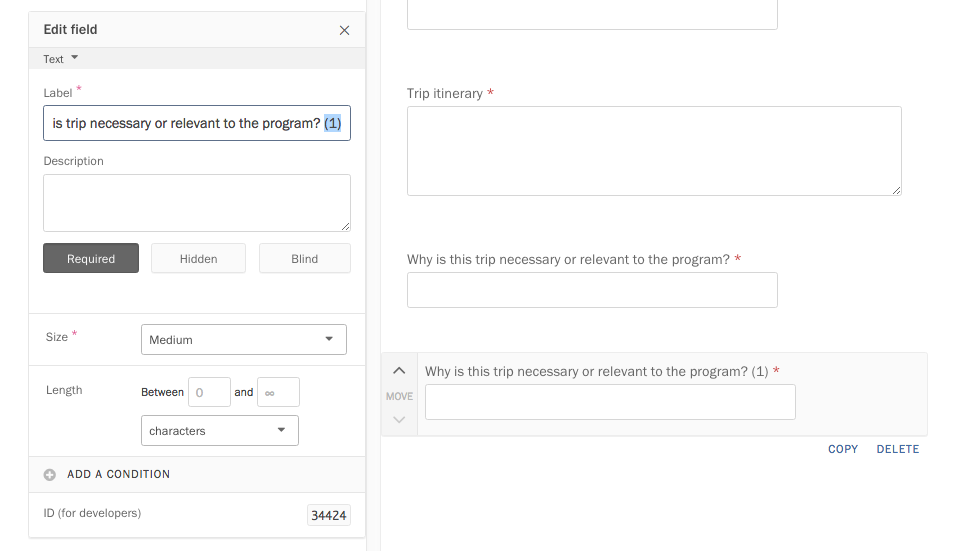 Edit field
Text
Label *
is trip necessary or relevant to the program? (1)
Description
Required Hidden Blind
Size * Medium
Length Between 0 and ∞
characters
ADD A CONDITION
ID (for developers) 34424
Trip itinerary *
Why is this trip necessary or relevant to the program? *
MOVE
Why is this trip necessary or relevant to the program? (1) *
COPY DELETE